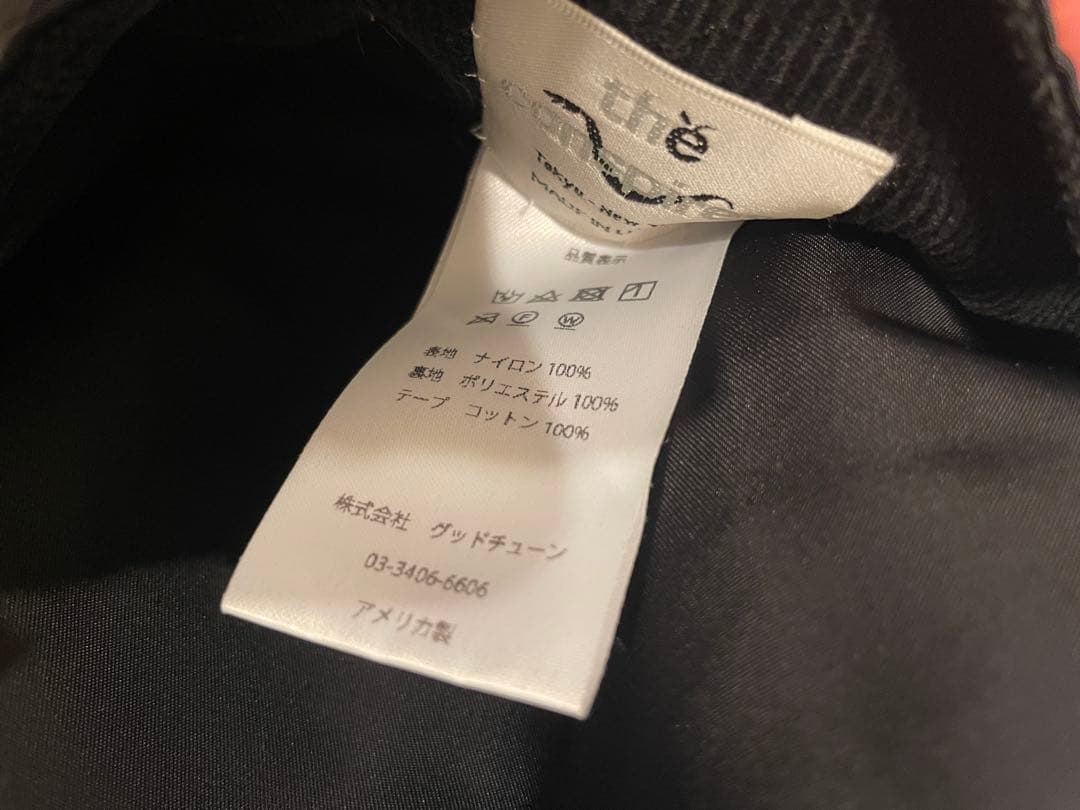 the
conspires
Tokyo - New
MADE IN U
品質表示
F W
表地 ナイロン 100%
裏地 ポリエステル 100%
テープ コットン 100%
株式会社 グッドチューン
03-3406-6606
アメリカ製